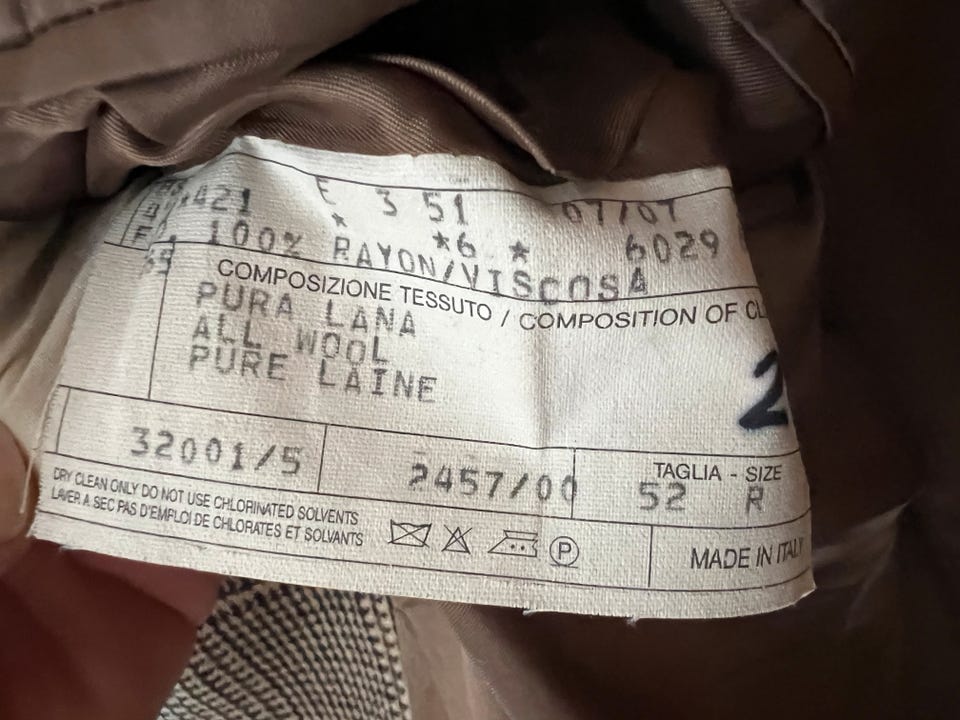 421 E 3 51 07/07
* *6 * 6029
100% RAYON/VISCOSA
COMPOSIZIONE TESSUTO / COMPOSITION OF
PURA LANA
ALL WOOL
PURE LAINE
2
32001/5 2457/00
TAGLIA - SIZE
52 R
DRY CLEAN ONLY DO NOT USE CHLORINATED SOLVENTS
LAVER A SEC PAS D'EMPLOI DE CHLORATES ET SOLVANTS
P
MADE IN ITALY